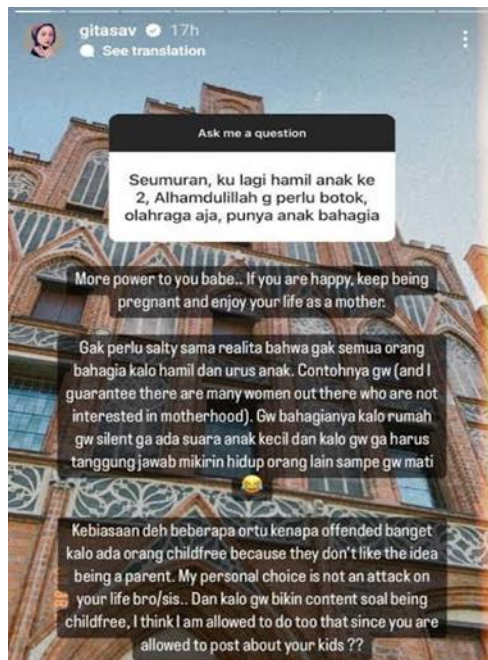 gitasav 17h
See translation
Ask me a question
Seumuran, ku lagi hamil anak ke
2, Alhamdulillah g perlu botok,
olahraga aja, punya anak bahagia
More power to you babe.. If you are happy, keep being
pregnant and enjoy your life as a mother.
Gak perlu salty sama realita bahwa gak semua orang
bahagia kalo hamil dan urus anak. Contohnya gw (and I
guarantee there are many women out there who are not
interested in motherhood). Gw bahagianya kalo rumah
gw silent ga ada suara anak kecil dan kalo gw ga harus
tanggung jawab mikirin hidup orang lain sampe gw mati
😂
Kebiasaan deh beberapa ortu kenapa offended banget
kalo ada orang childfree because they don't like the idea
being a parent. My personal choice is not an attack on
your life bro/sis.. Dan kalo gw bikin content soal being
childfree, I think I am allowed to do too that since you are
allowed to post about your kids ??